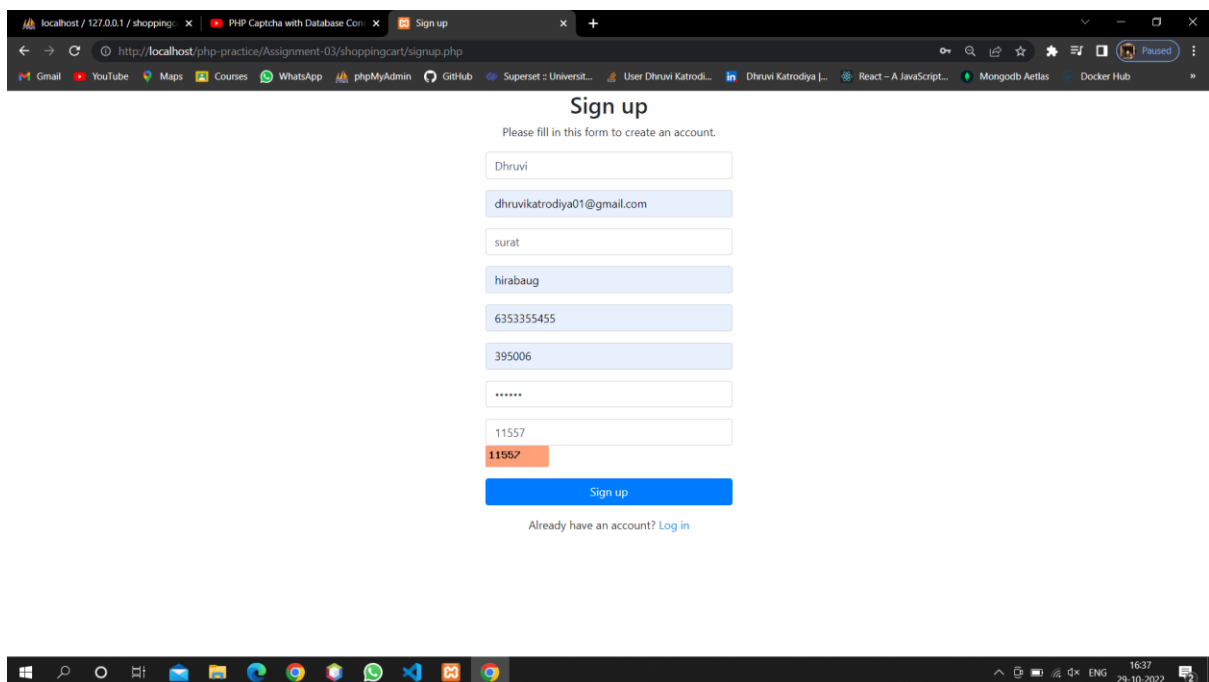 localhost / 127.0.0.1 / shoppingc
PHP Captcha with Database Con
Sign up
http://localhost/php-practice/Assignment-03/shoppingcart/signup.php
Paused
Gmail YouTube Maps Courses WhatsApp phpMyAdmin GitHub Superset :: Universit... User Dhruvi Katrodi... Dhruvi Katrodiya |... React – A JavaScript... Mongodb Aetlas Docker Hub »
Sign up
Please fill in this form to create an account.
Dhruvi
dhruvikatrodiya01@gmail.com
surat
hirabaug
6353355455
395006
••••••
11557
11557
Sign up
Already have an account? Log in
ENG
16:37
29-10-2022
2